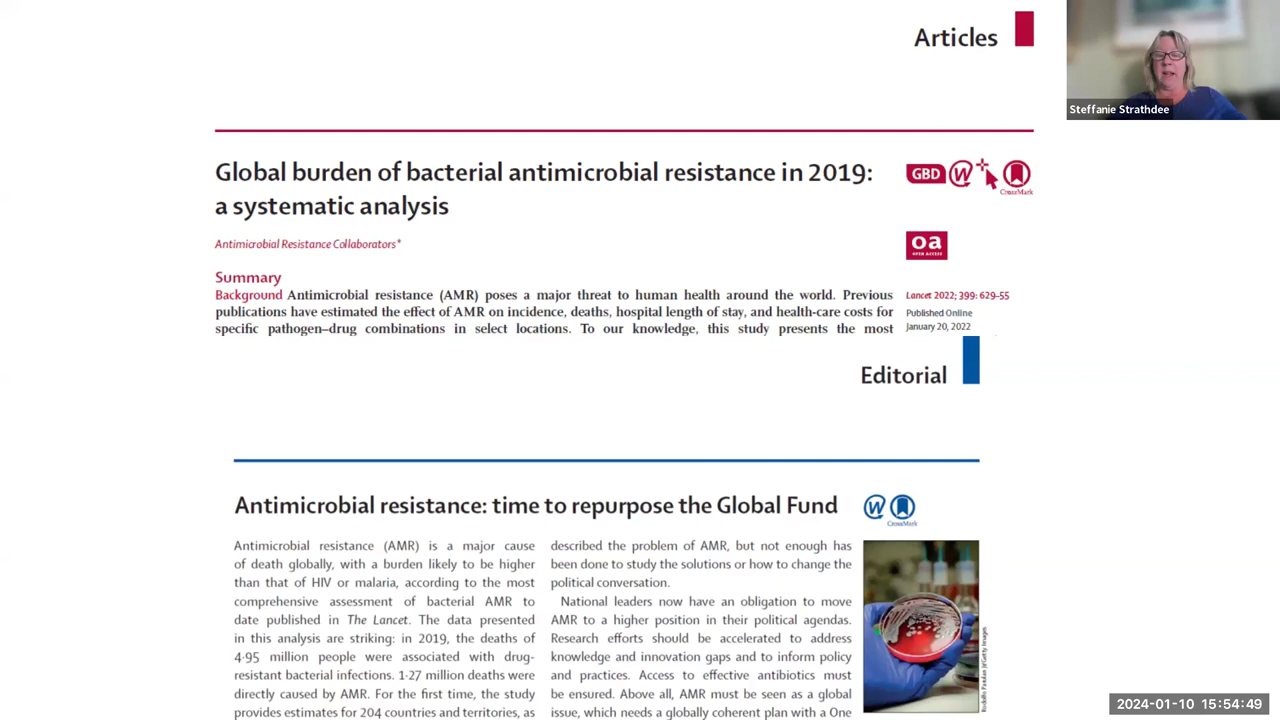 Articles
Steffanie Strathdee
Global burden of bacterial antimicrobial resistance in 2019:
a systematic analysis
GBD
W
CrossMark
Antimicrobial Resistance Collaborators*
oa
OPEN ACCESS
Summary
Background Antimicrobial resistance (AMR) poses a major threat to human health around the world. Previous
publications have estimated the effect of AMR on incidence, deaths, hospital length of stay, and health-care costs for
specific pathogen–drug combinations in select locations. To our knowledge, this study presents the most
Lancet 2022; 399: 629–55
Published Online
January 20, 2022
Editorial
Antimicrobial resistance: time to repurpose the Global Fund
W
CrossMark
Antimicrobial resistance (AMR) is a major cause
of death globally, with a burden likely to be higher
than that of HIV or malaria, according to the most
comprehensive assessment of bacterial AMR to
date published in The Lancet. The data presented
in this analysis are striking: in 2019, the deaths of
4·95 million people were associated with drug-
resistant bacterial infections. 1·27 million deaths were
directly caused by AMR. For the first time, the study
provides estimates for 204 countries and territories, as
described the problem of AMR, but not enough has
been done to study the solutions or how to change the
political conversation.
National leaders now have an obligation to move
AMR to a higher position in their political agendas.
Research efforts should be accelerated to address
knowledge and innovation gaps and to inform policy
and practices. Access to effective antibiotics must
be ensured. Above all, AMR must be seen as a global
issue, which needs a globally coherent plan with a One
2024-01-10 15:54:49